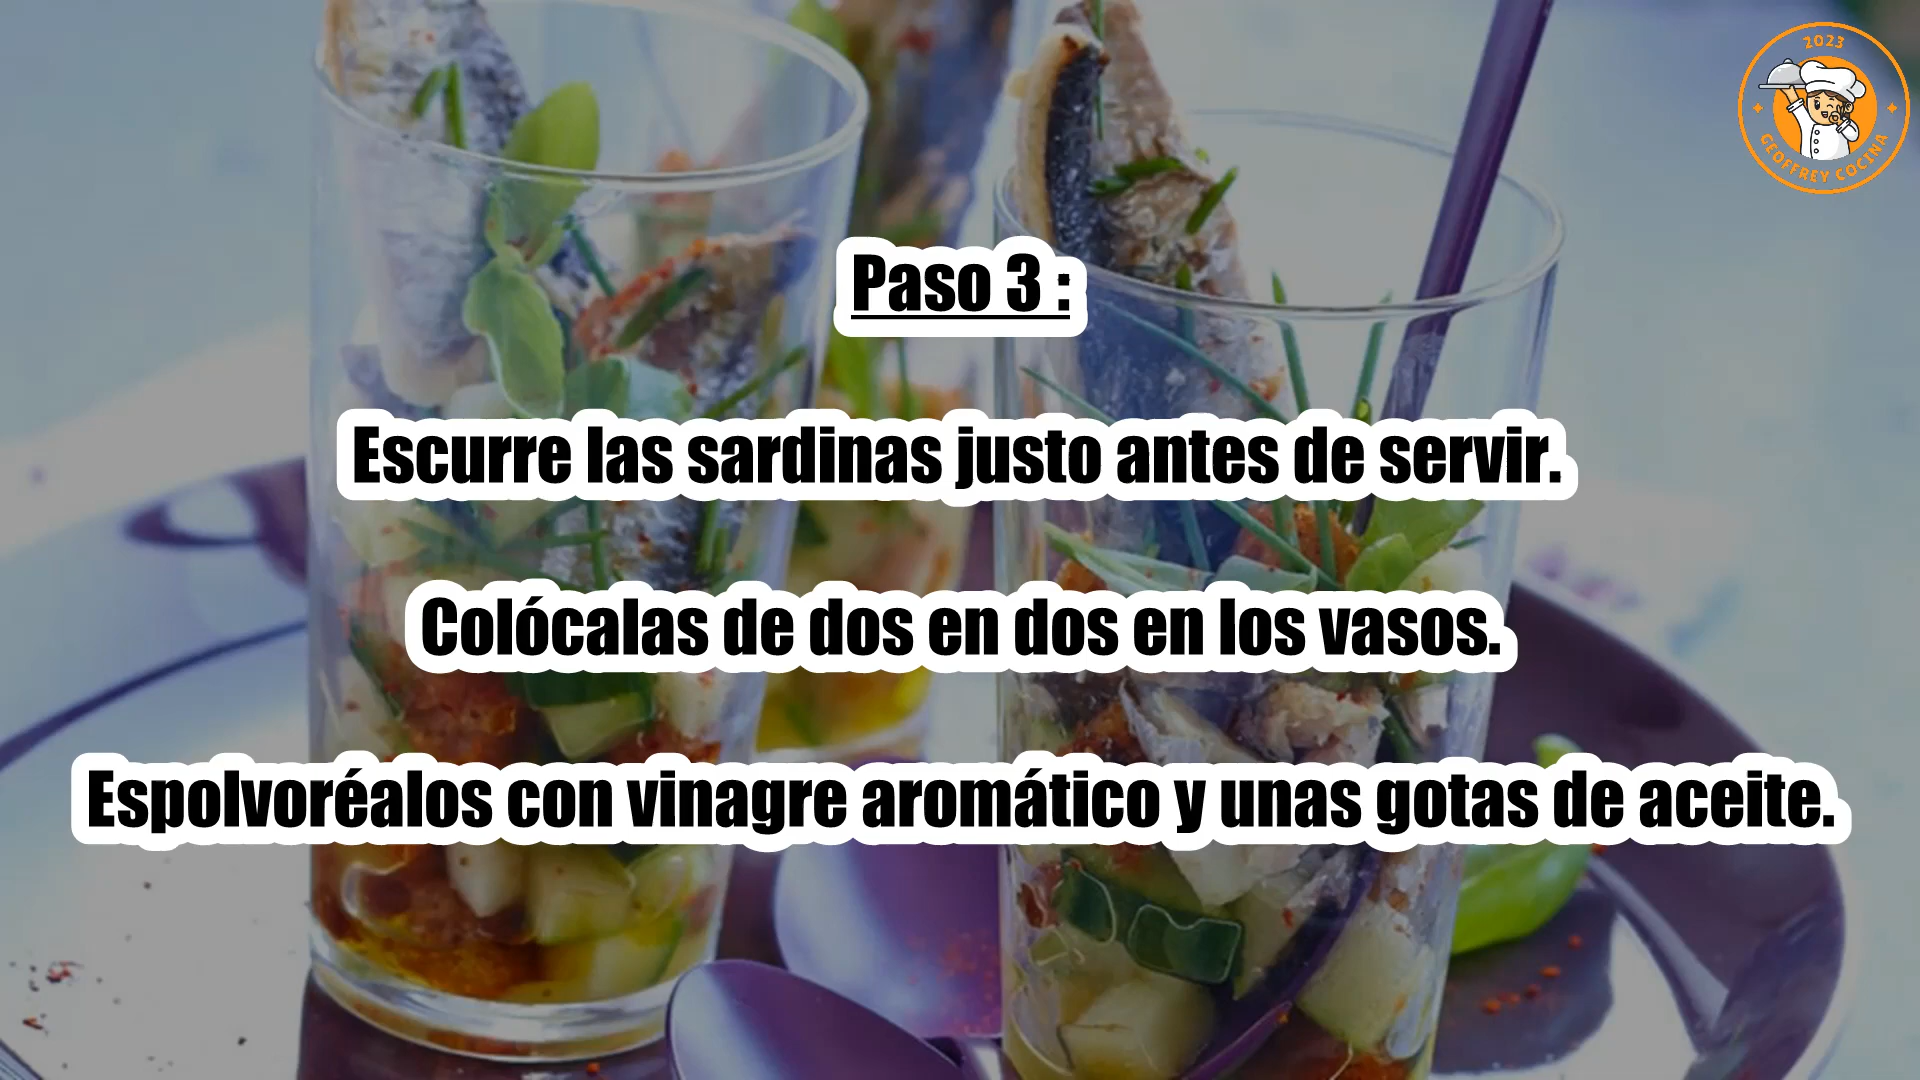 2023
GEOFFREY COCINA
Paso 3 :
Escurre las sardinas justo antes de servir.
Colócalas de dos en dos en los vasos.
Espolvoréalos con vinagre aromático y unas gotas de aceite.